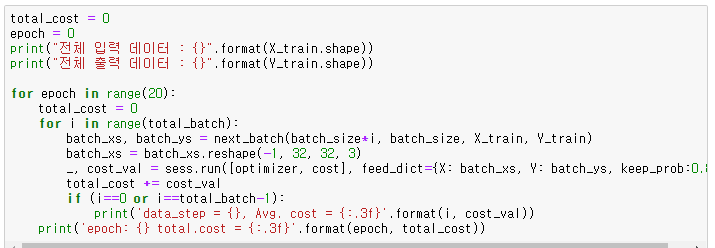 total_cost = 0
epoch = 0
print("전체 입력 데이터 : {}".format(X_train.shape))
print("전체 출력 데이터 : {}".format(Y_train.shape))
for epoch in range(20):
    total_cost = 0
    for i in range(total_batch):
        batch_xs, batch_ys = next_batch(batch_size*i, batch_size, X_train, Y_train)
        batch_xs = batch_xs.reshape(-1, 32, 32, 3)
        _, cost_val = sess.run([optimizer, cost], feed_dict={X: batch_xs, Y: batch_ys, keep_prob:0.
        total_cost += cost_val
        if (i==0 or i==total_batch-1):
            print('data_step = {}, Avg. cost = {:.3f}'.format(i, cost_val))
    print('epoch: {} total.cost = {:.3f}'.format(epoch, total_cost))